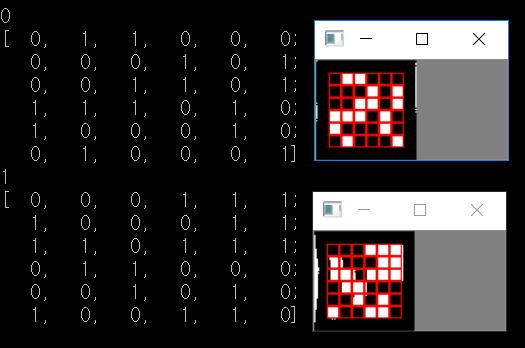 0
[ 0, 1, 1, 0, 0, 0;
0, 0, 0, 1, 0, 1;
0, 0, 1, 1, 0, 1;
1, 1, 1, 0, 1, 0;
1, 0, 0, 0, 1, 0;
0, 1, 0, 0, 0, 1]
1
[ 0, 0, 0, 1, 1, 1;
1, 0, 0, 0, 1, 1;
1, 1, 0, 1, 1, 1;
0, 1, 1, 0, 0, 0;
0, 0, 1, 0, 1, 0;
1, 0, 0, 1, 1, 0]